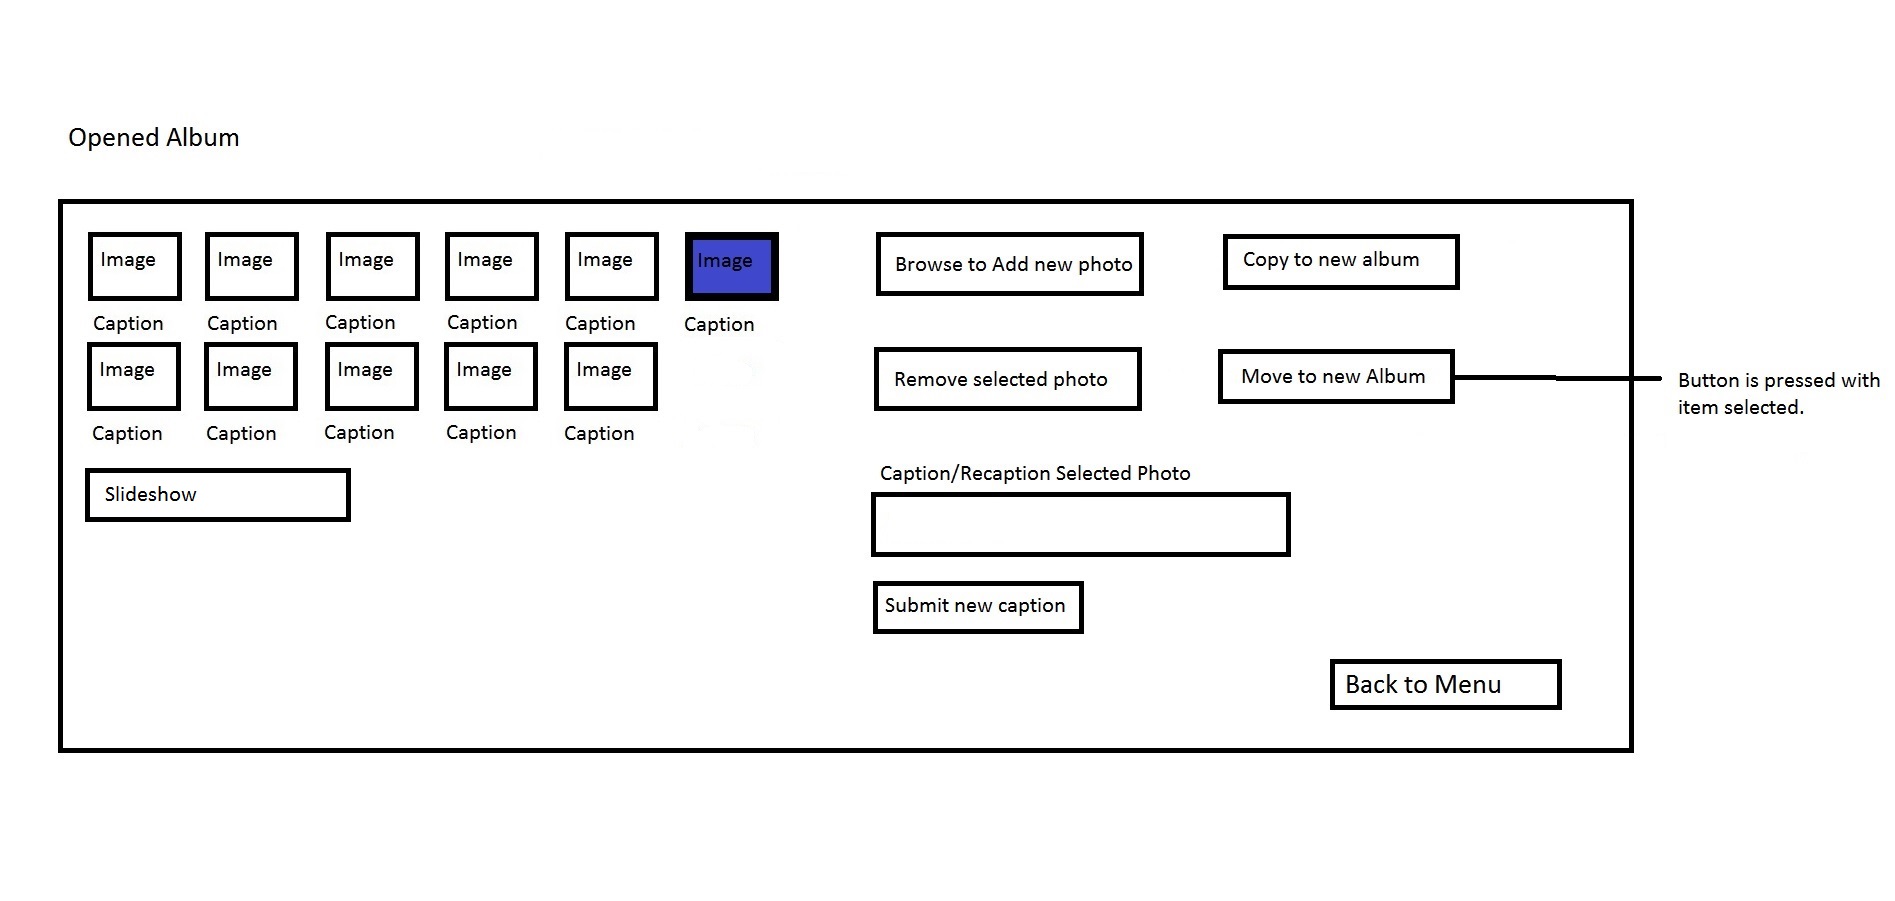 Opened Album
Image Image Image Image Image Image
Caption Caption Caption Caption Caption Caption
Image Image Image Image Image
Caption Caption Caption Caption Caption
Slideshow
Browse to Add new photo
Copy to new album
Remove selected photo
Move to new Album
Button is pressed with
item selected.
Caption/Recaption Selected Photo
Submit new caption
Back to Menu